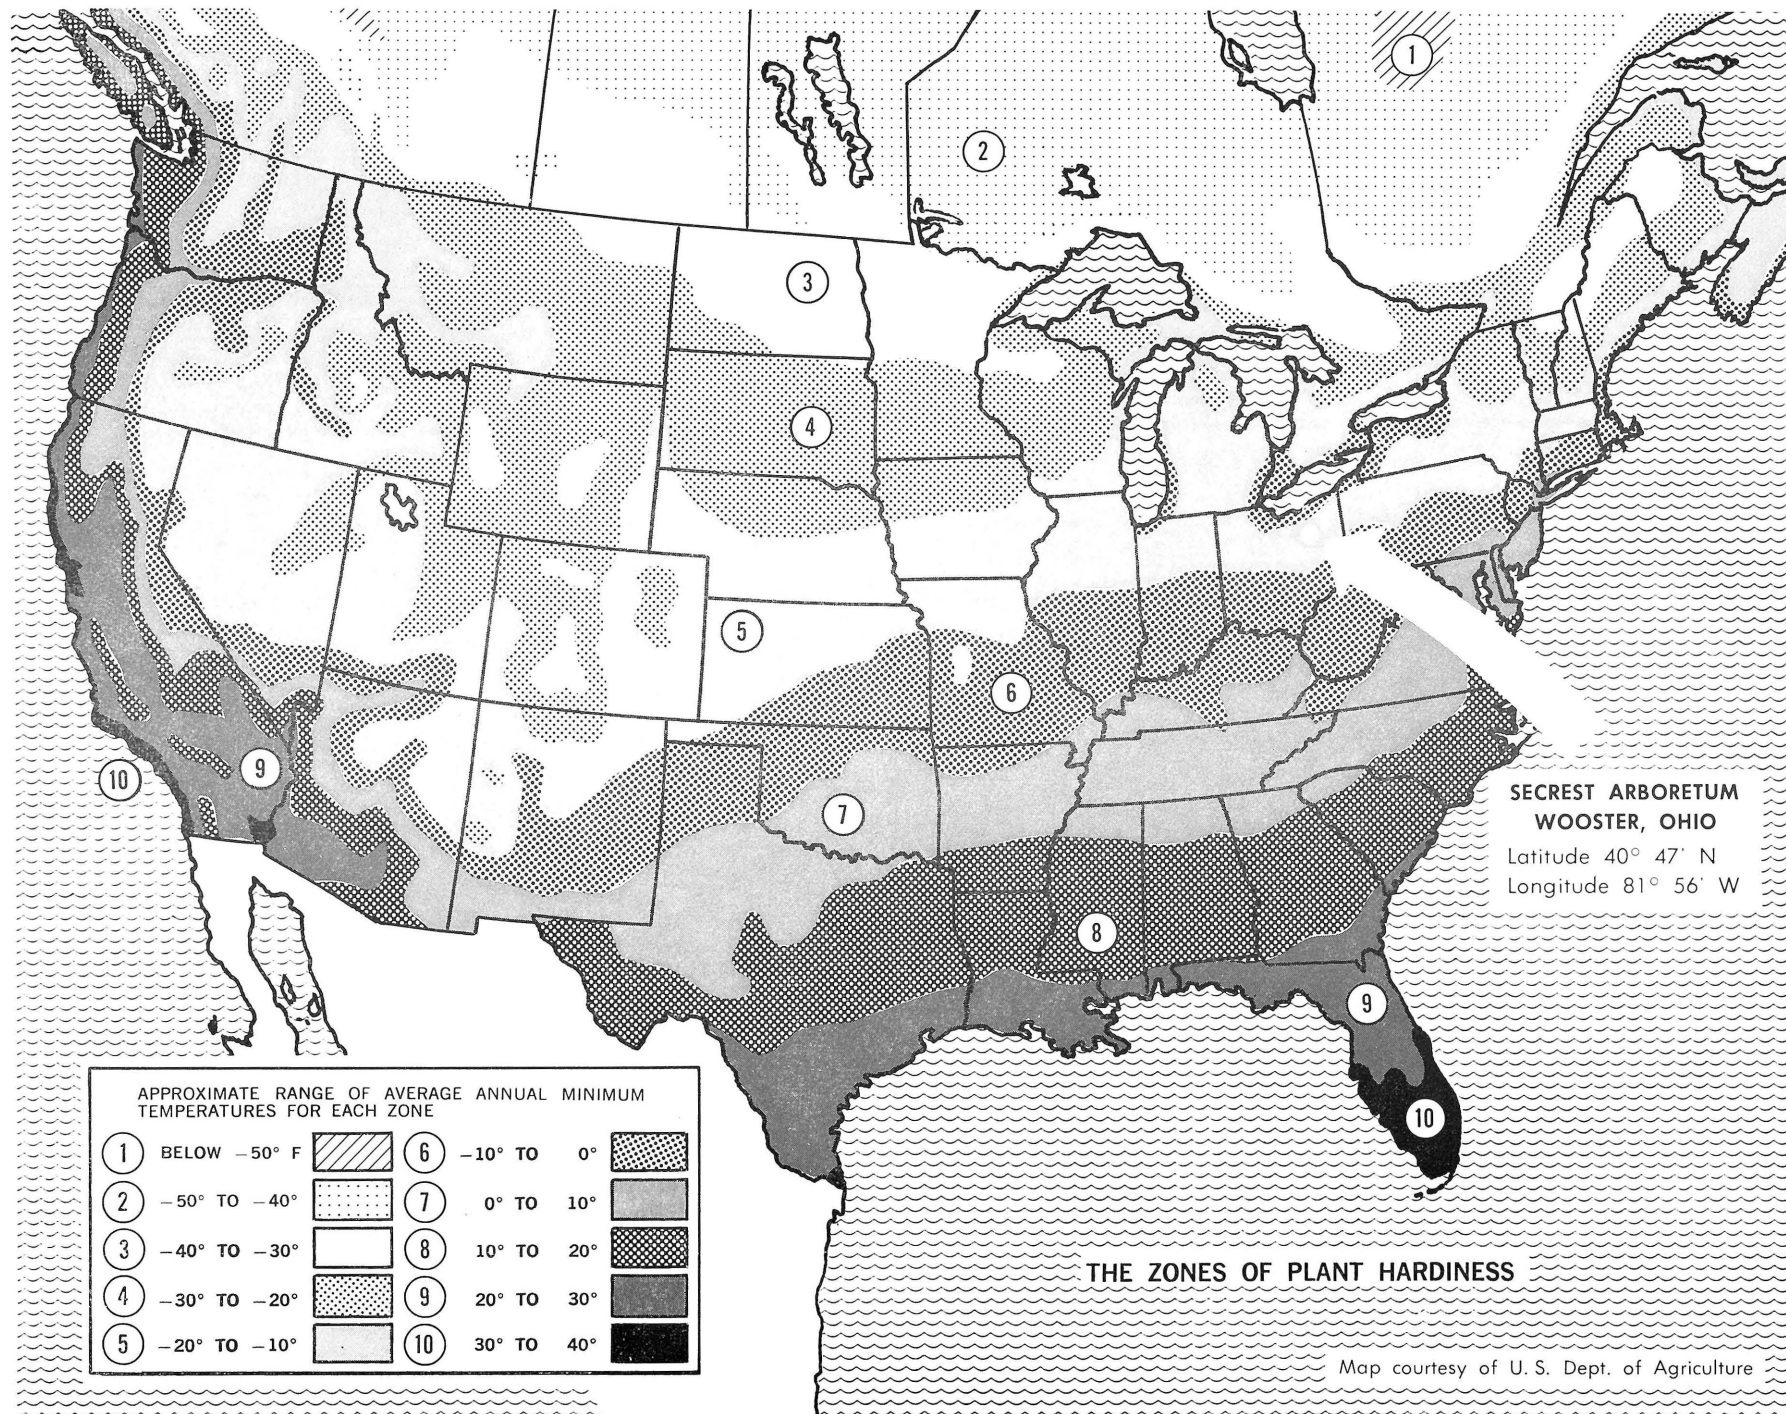 1
2
3
4
5
6
7
8
9
10
9
10
SECREST ARBORETUM
WOOSTER, OHIO
Latitude 40° 47' N
Longitude 81° 56' W
APPROXIMATE RANGE OF AVERAGE ANNUAL MINIMUM
TEMPERATURES FOR EACH ZONE
1 BELOW −50° F
2 −50° TO −40°
3 −40° TO −30°
4 −30° TO −20°
5 −20° TO −10°
6 −10° TO 0°
7 0° TO 10°
8 10° TO 20°
9 20° TO 30°
10 30° TO 40°
THE ZONES OF PLANT HARDINESS
Map courtesy of U. S. Dept. of Agriculture